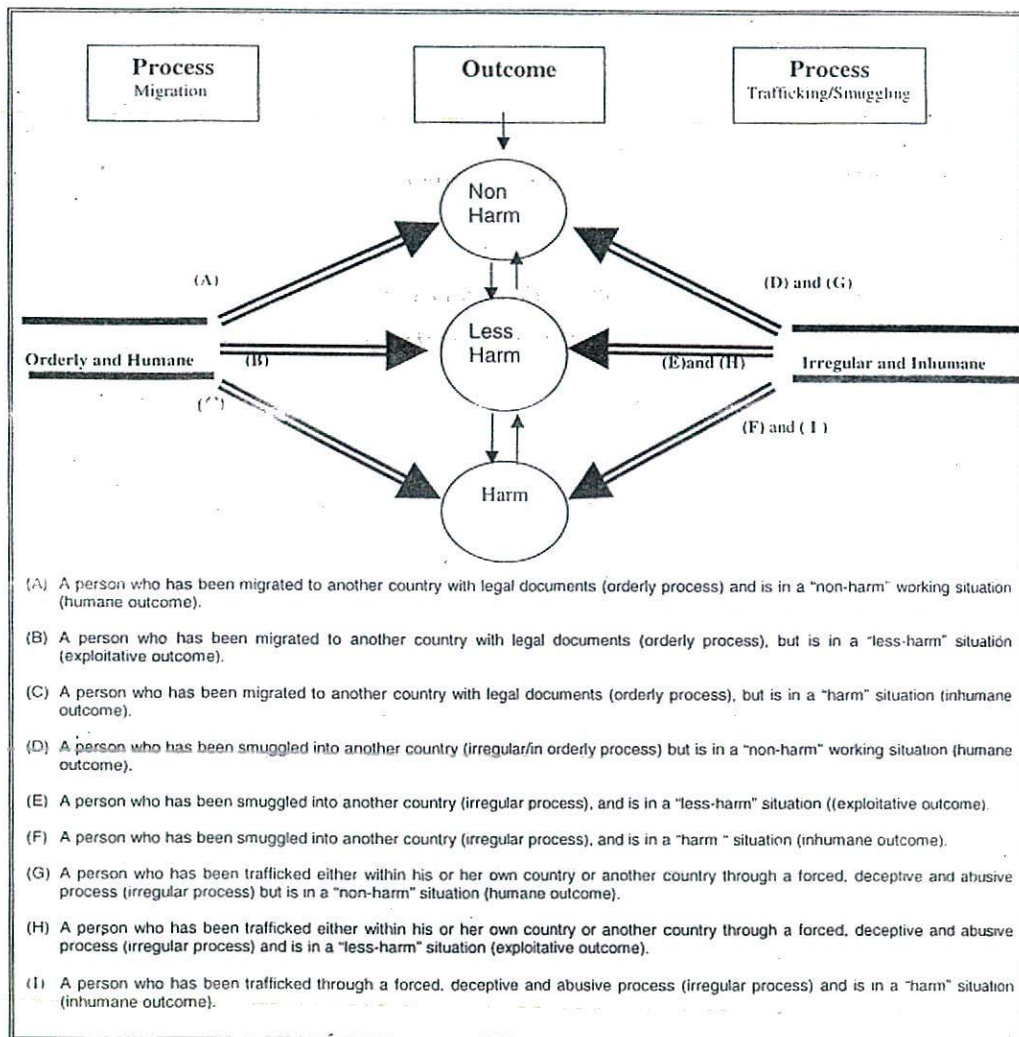 Process
Migration
Outcome
Process
Trafficking/Smuggling
Non
Harm
(A)
(D) and (G)
Less
Harm
Orderly and Humane
(B)
(E)and (H)
Irregular and Inhumane
(F) and ( I )
Harm
(A) A person who has been migrated to another country with legal documents (orderly process) and is in a "non-harm" working situation
(humane outcome).
(B) A person who has been migrated to another country with legal documents (orderly process), but is in a "less-harm" situation
(exploitative outcome).
(C) A person who has been migrated to another country with legal documents (orderly process), but is in a "harm" situation (inhumane
outcome).
(D) A person who has been smuggled into another country (irregular/in orderly process) but is in a "non-harm" working situation (humane
outcome).
(E) A person who has been smuggled into another country (irregular process), and is in a "less-harm" situation ((exploitative outcome).
(F) A person who has been smuggled into another country (irregular process), and is in a "harm " situation (inhumane outcome).
(G) A person who has been trafficked either within his or her own country or another country through a forced, deceptive and abusive
process (irregular process) but is in a "non-harm" situation (humane outcome).
(H) A person who has been trafficked either within his or her own country or another country through a forced, deceptive and abusive
process (irregular process) and is in a "less-harm" situation (exploitative outcome).
(I) A person who has been trafficked through a forced, deceptive and abusive process (irregular process) and is in a "harm" situation
(inhumane outcome).